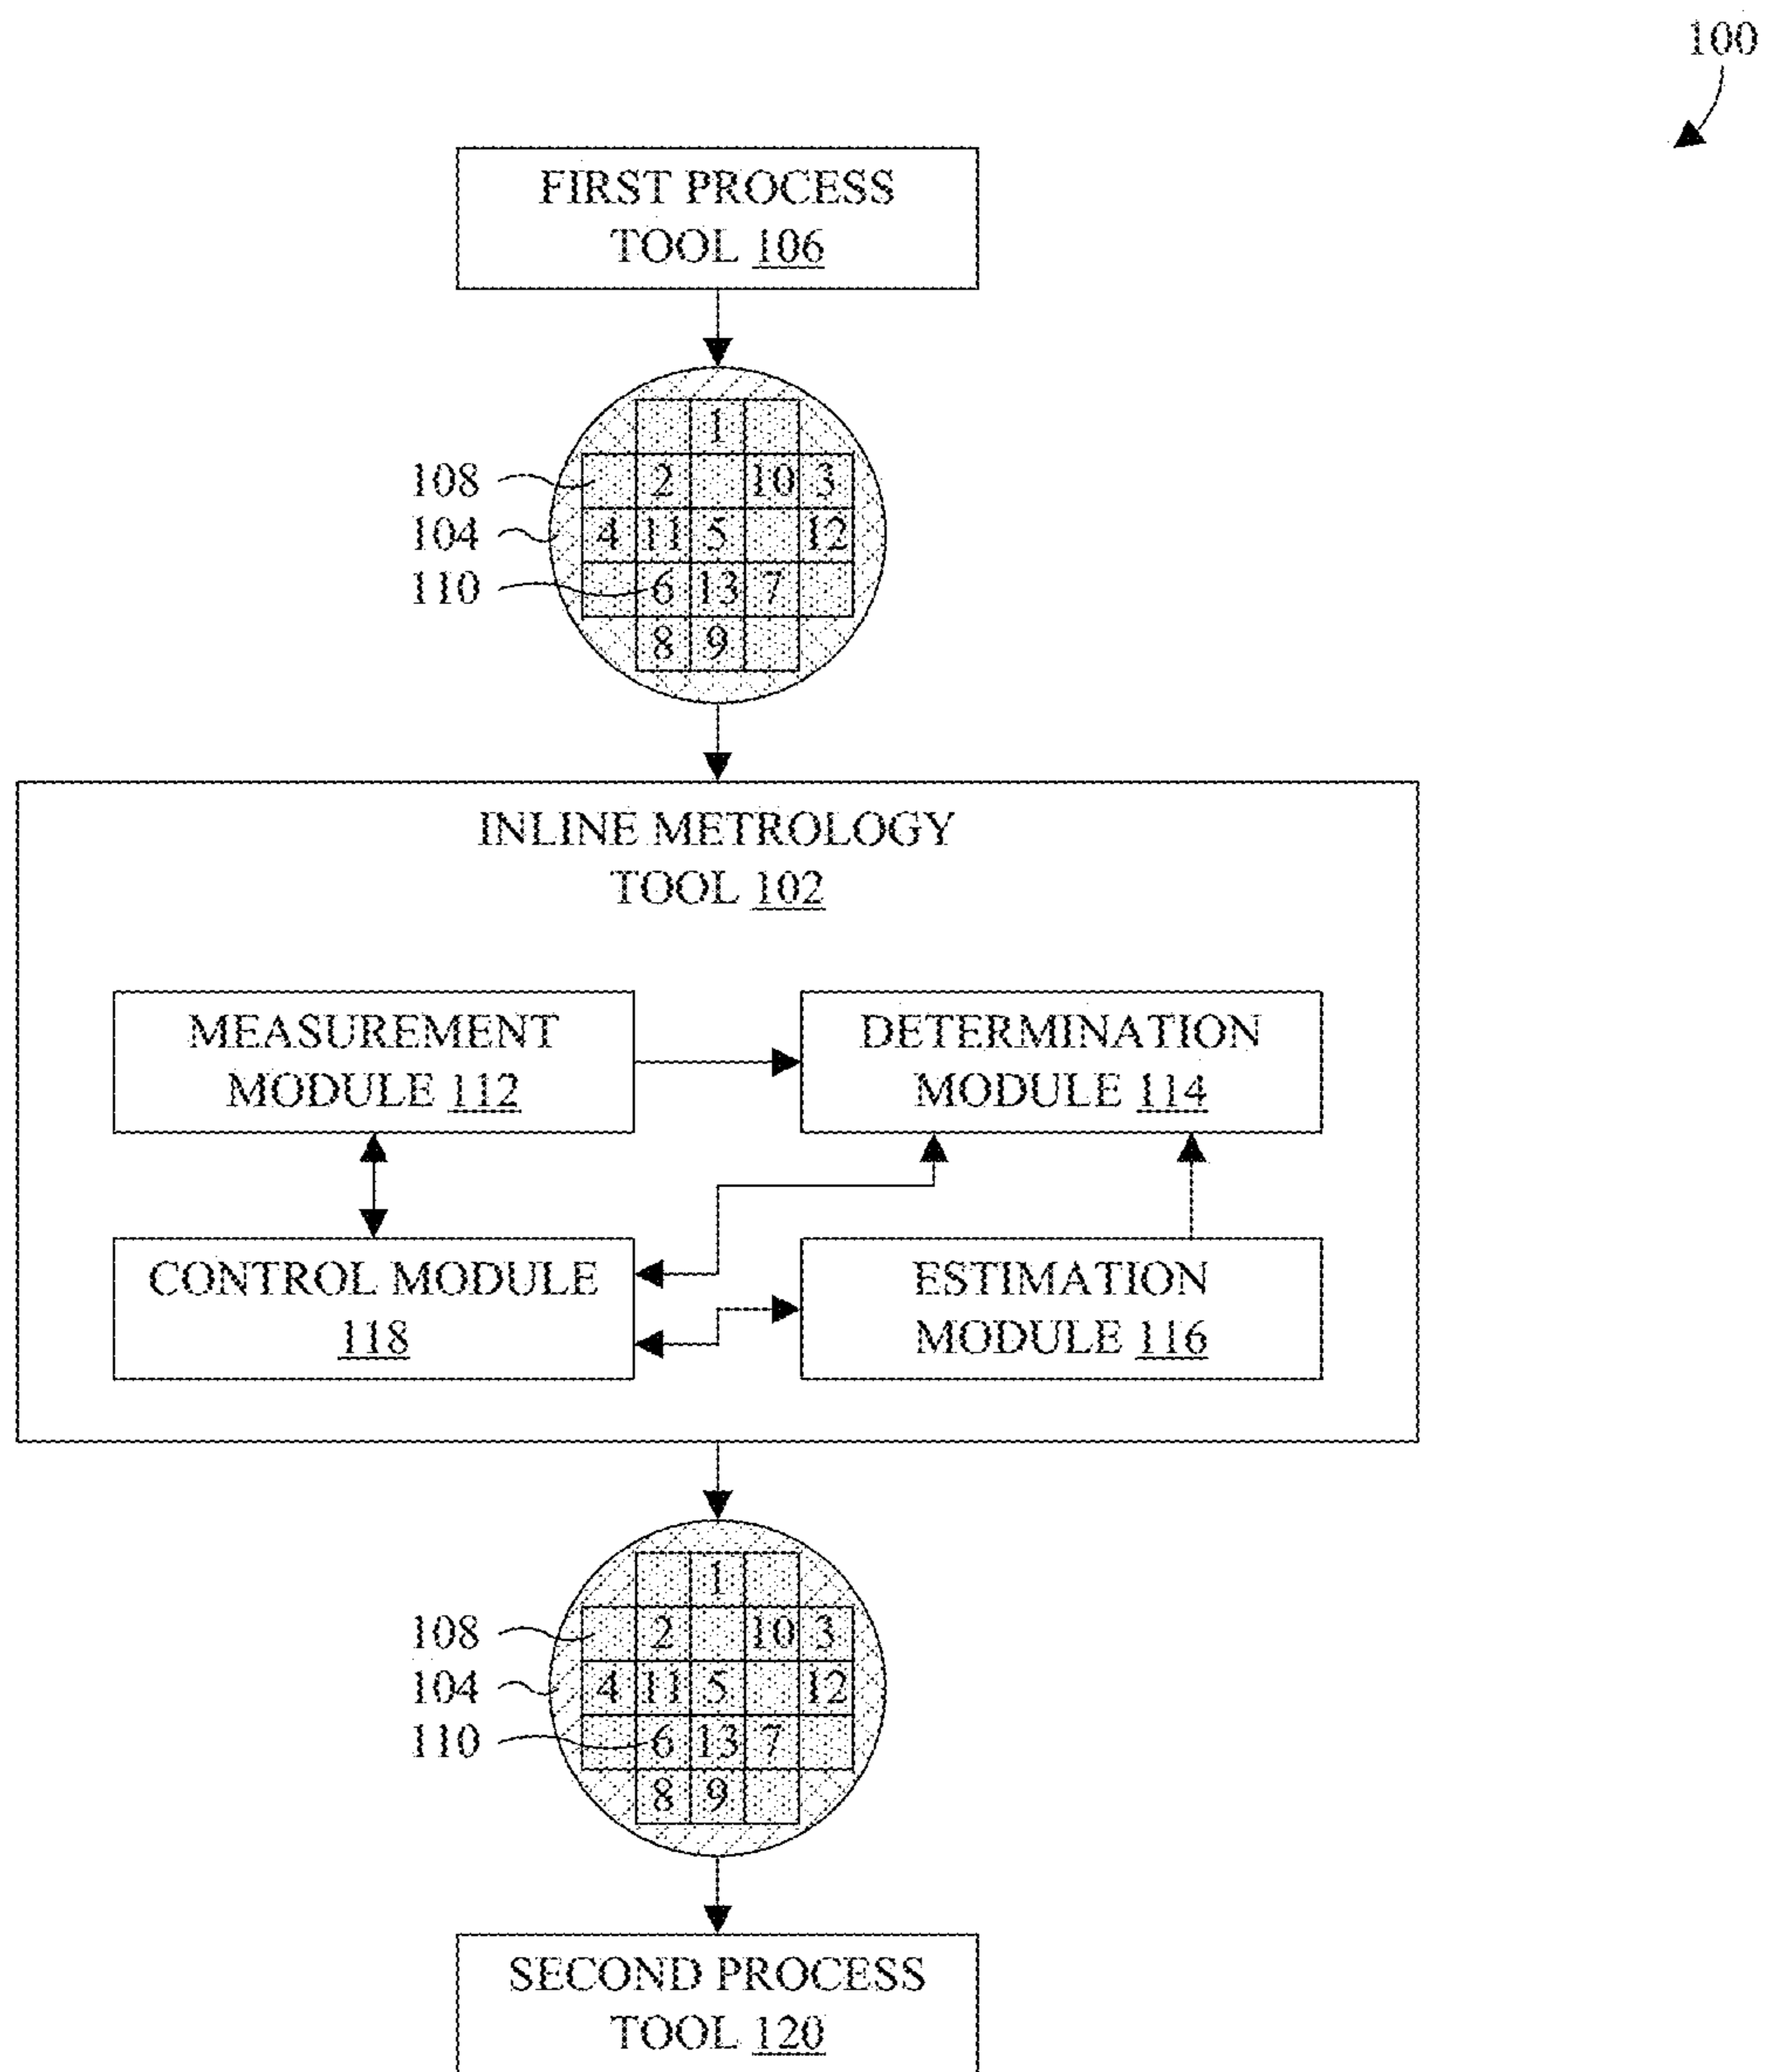 100
FIRST PROCESS
TOOL 106
1
108 2 10 3
104 4 11 5 12
110 6 13 7
8 9
INLINE METROLOGY
TOOL 102
MEASUREMENT
MODULE 112
DETERMINATION
MODULE 114
CONTROL MODULE
118
ESTIMATION
MODULE 116
1
108 2 10 3
104 4 11 5 12
110 6 13 7
8 9
SECOND PROCESS
TOOL 120